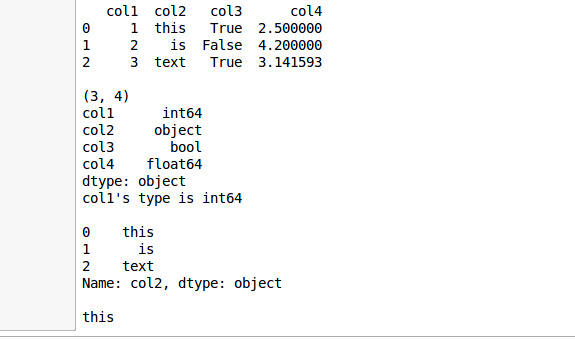 col1  col2   col3      col4
0     1  this   True  2.500000
1     2    is  False  4.200000
2     3  text   True  3.141593

(3, 4)
col1      int64
col2     object
col3       bool
col4    float64
dtype: object
col1's type is int64

0    this
1      is
2    text
Name: col2, dtype: object

this